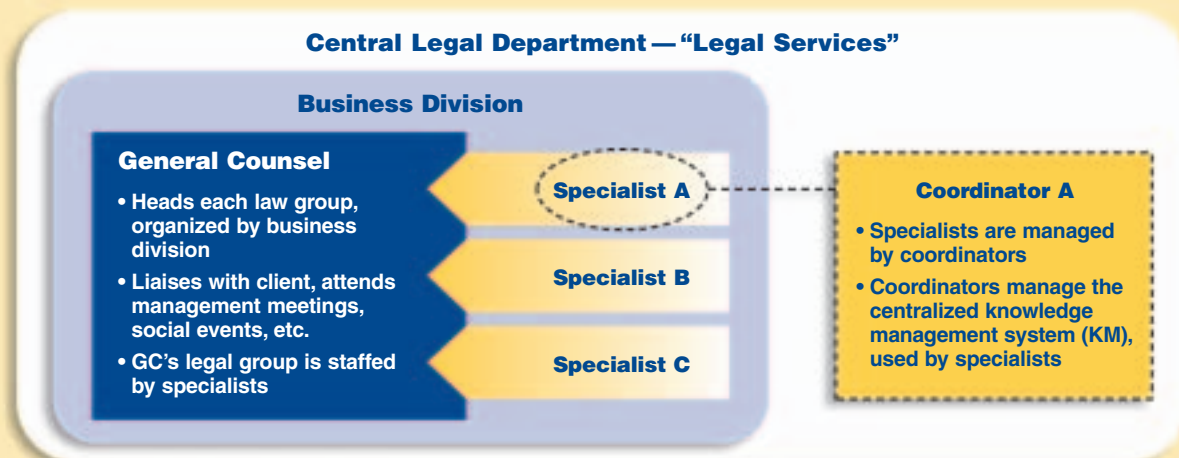 Central Legal Department — “Legal Services”
Business Division
General Counsel
• Heads each law group,
organized by business
division
• Liaises with client, attends
management meetings,
social events, etc.
• GC’s legal group is staffed
by specialists
Specialist A
Specialist B
Specialist C
Coordinator A
• Specialists are managed
by coordinators
• Coordinators manage the
centralized knowledge
management system (KM),
used by specialists